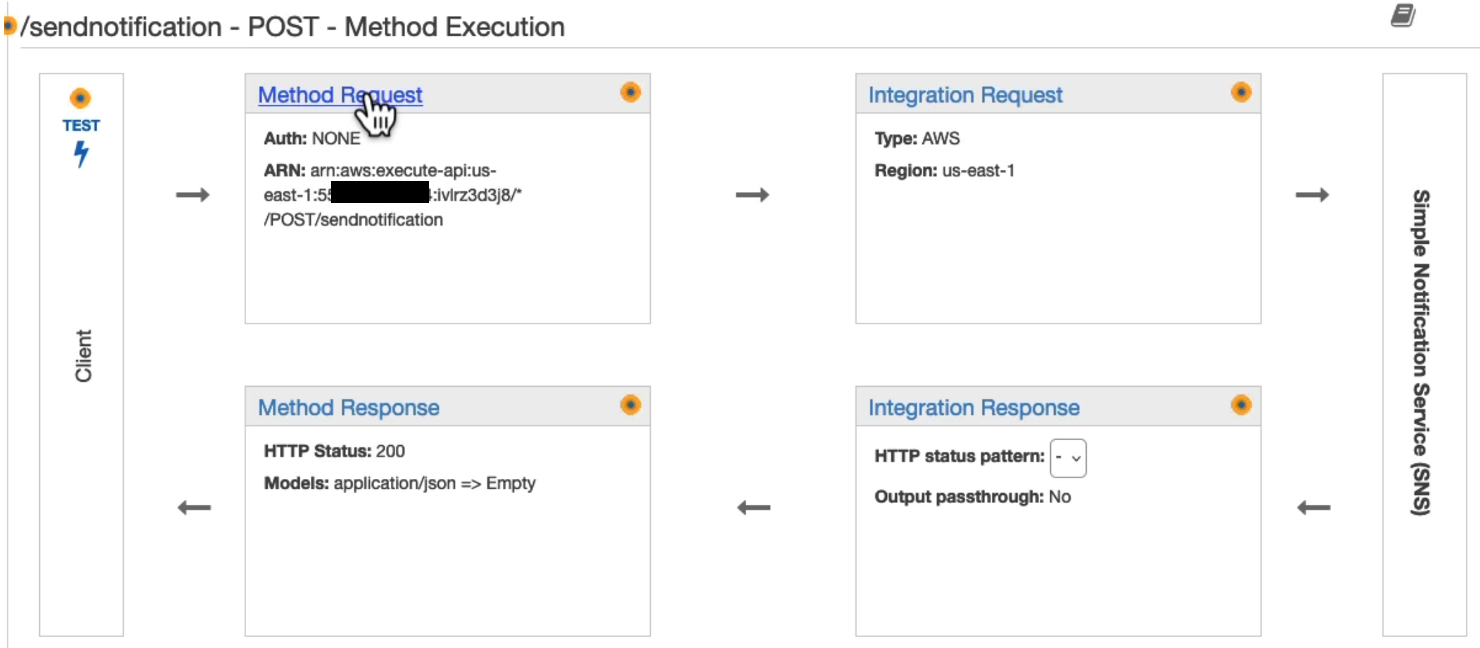 /sendnotification - POST - Method Execution
TEST
Client
Method Request
Auth: NONE
ARN: arn:aws:execute-api:us-
east-1:5 :ivlrz3d3j8/*
/POST/sendnotification
Integration Request
Type: AWS
Region: us-east-1
Simple Notification Service (SNS)
Method Response
HTTP Status: 200
Models: application/json => Empty
Integration Response
HTTP status pattern: -
Output passthrough: No